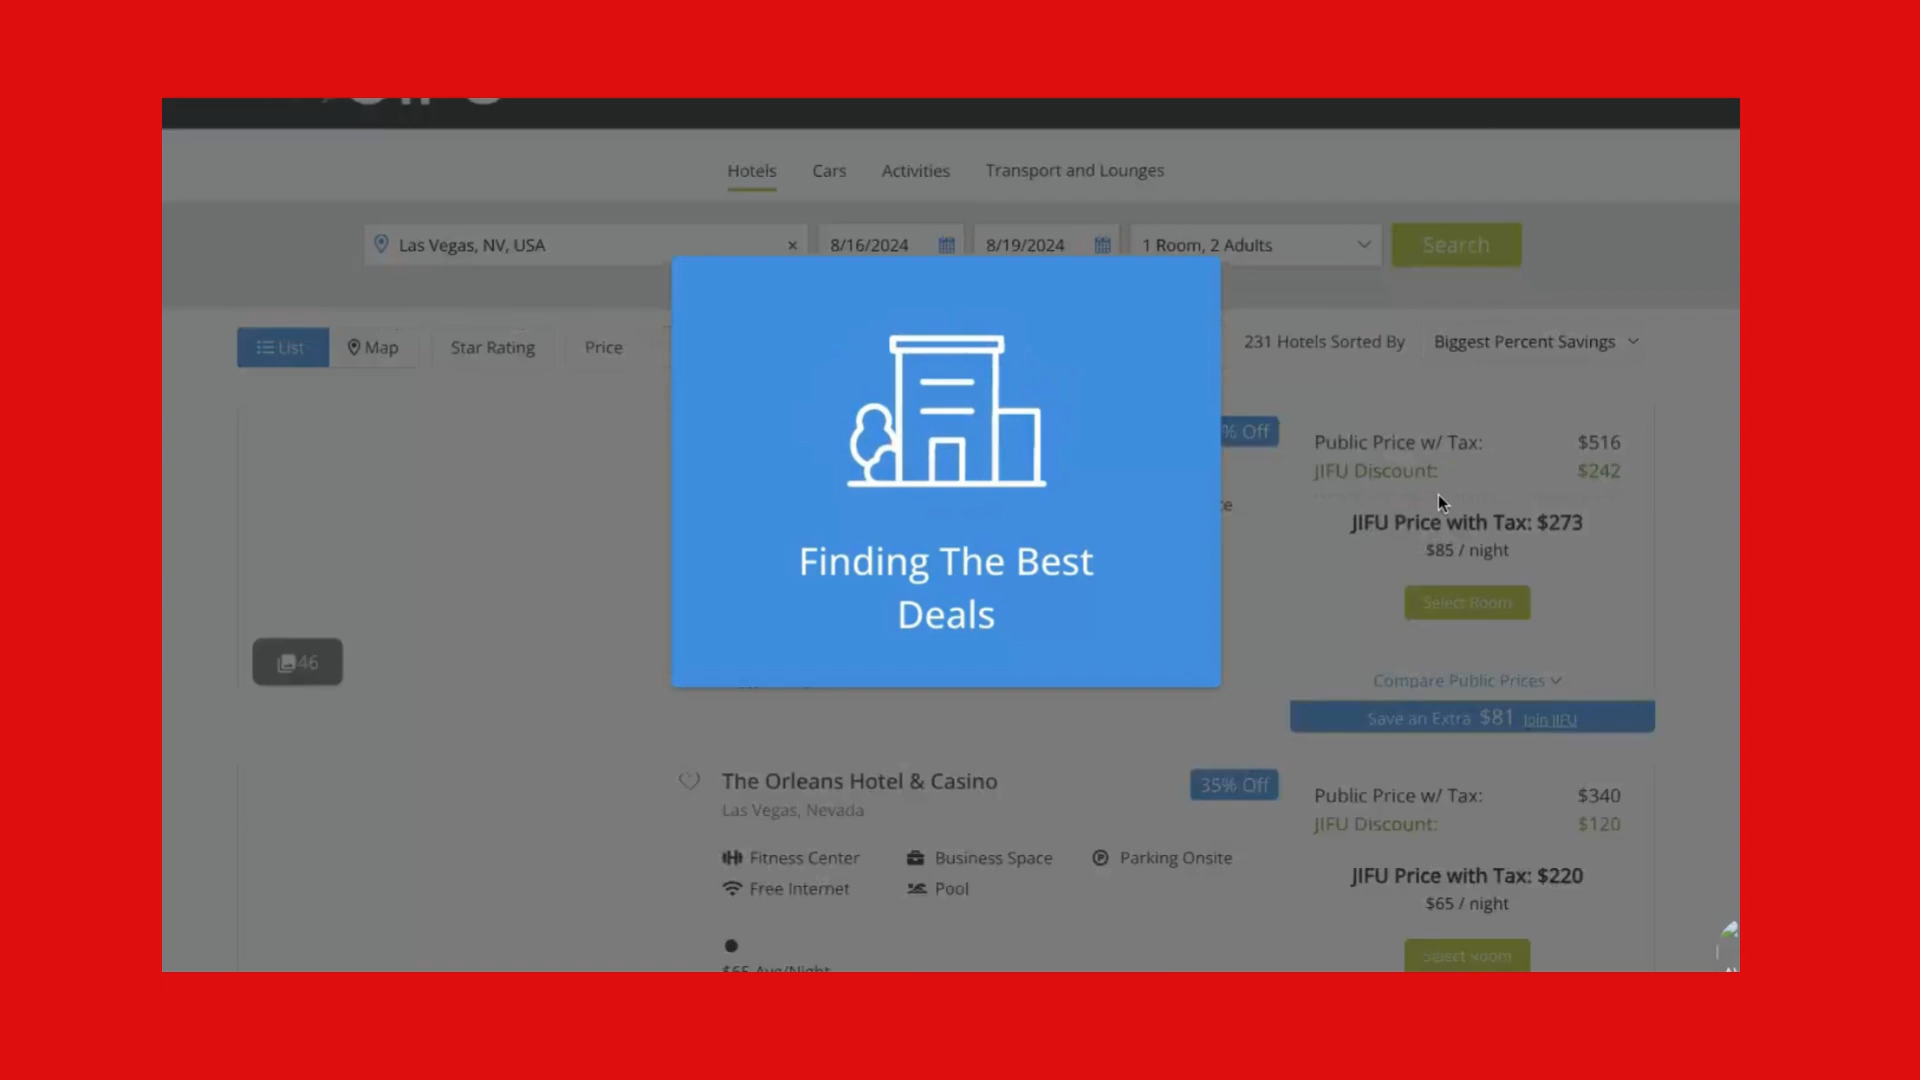 Hotels Cars Activities Transport and Lounges
Las Vegas, NV, USA × 8/16/2024 8/19/2024 1 Room, 2 Adults Search
List Map Star Rating Price 231 Hotels Sorted By Biggest Percent Savings
% Off
Public Price w/ Tax: $516
JIFU Discount: $242
JIFU Price with Tax: $273
$85 / night
Select Room
Finding The Best
Deals
46
Compare Public Prices
Save an Extra $81 Join JIFU
The Orleans Hotel & Casino 35% Off
Las Vegas, Nevada
Public Price w/ Tax: $340
JIFU Discount: $120
Fitness Center Business Space Parking Onsite
Free Internet Pool
JIFU Price with Tax: $220
$65 / night
Select Room
$65 Avg/Night